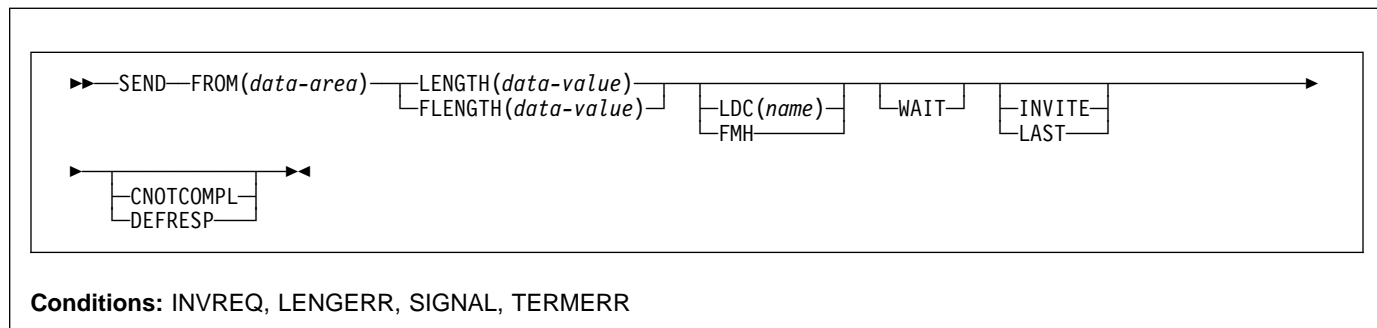 ►►──SEND──FROM(data-area)──LENGTH(data-value)──────────────────────────────►
FLENGTH(data-value) LDC(name) WAIT INVITE
FMH LAST
►──────────────►◄
CNOTCOMPL
DEFRESP
Conditions: INVREQ, LENGERR, SIGNAL, TERMERR